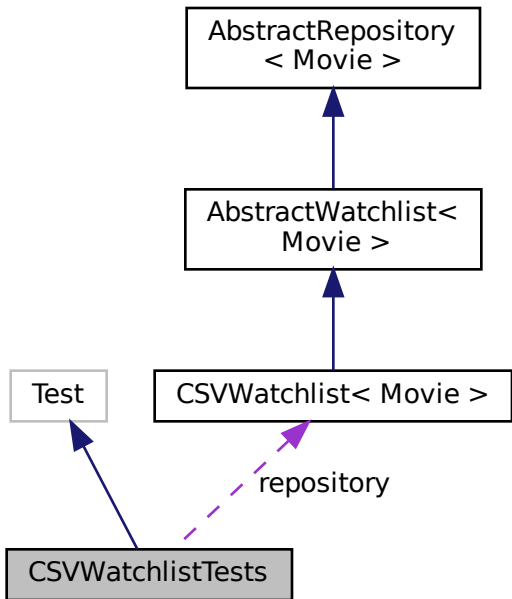 AbstractRepository
< Movie >
AbstractWatchlist<
Movie >
Test
CSVWatchlist< Movie >
repository
CSVWatchlistTests